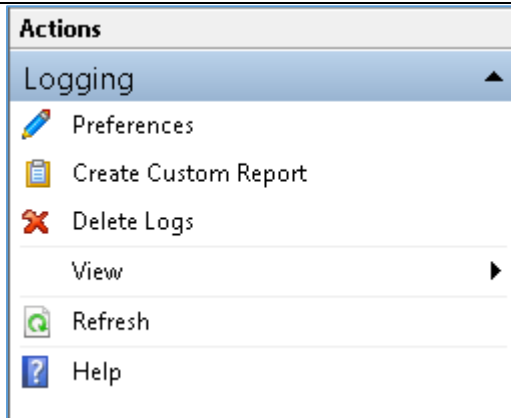 Actions
Logging
Preferences
Create Custom Report
Delete Logs
View
Refresh
Help